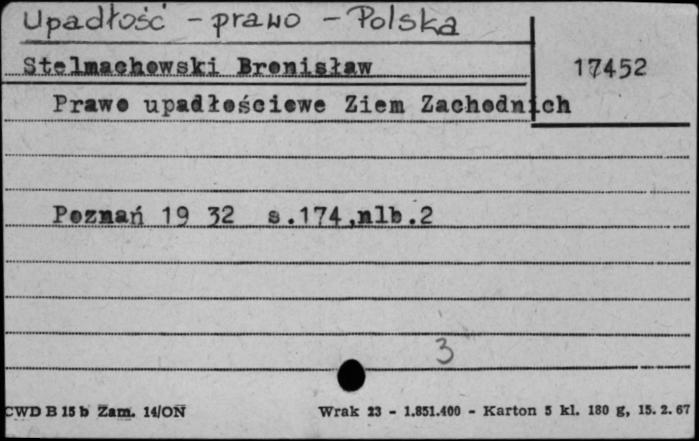 Upadłość - prawo - Polska
Stelmachowski Bronisław
17452
Prawo upadłościowe Ziem Zachodnich
Poznań 19 32 s.174,nlb.2
3
CWD B 15 b Zam. 14/ON Wrak 23 - 1.851.400 - Karton 5 kl. 180 g, 15. 2. 67